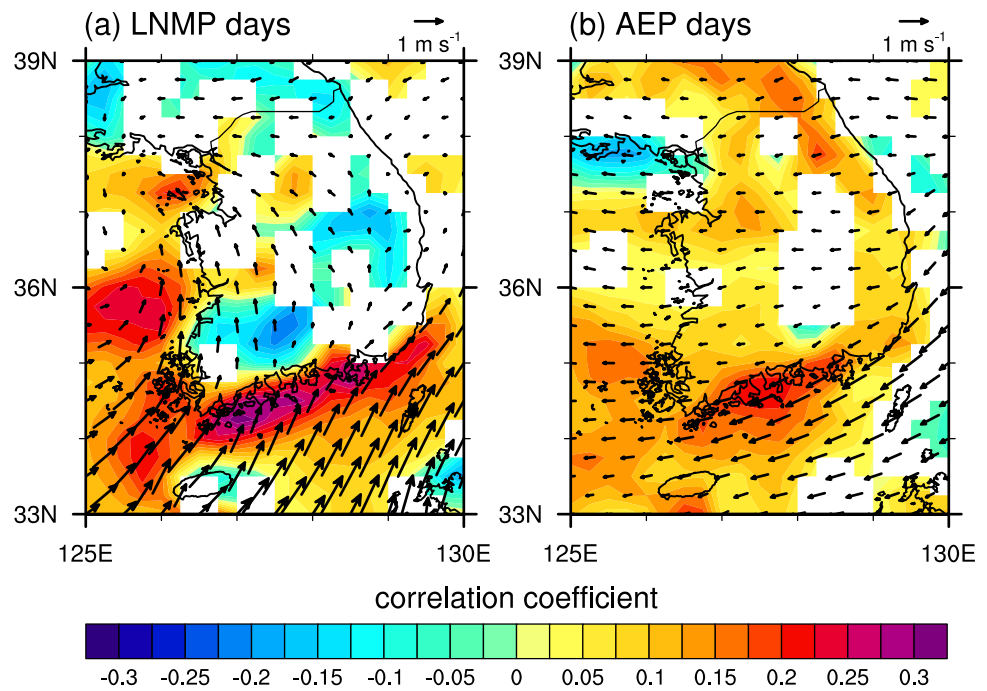 (a) LNMP days
1 m s⁻¹
(b) AEP days
1 m s⁻¹
39N
36N
33N
125E 130E
39N
36N
33N
125E 130E
correlation coefficient
-0.3 -0.25 -0.2 -0.15 -0.1 -0.05 0 0.05 0.1 0.15 0.2 0.25 0.3